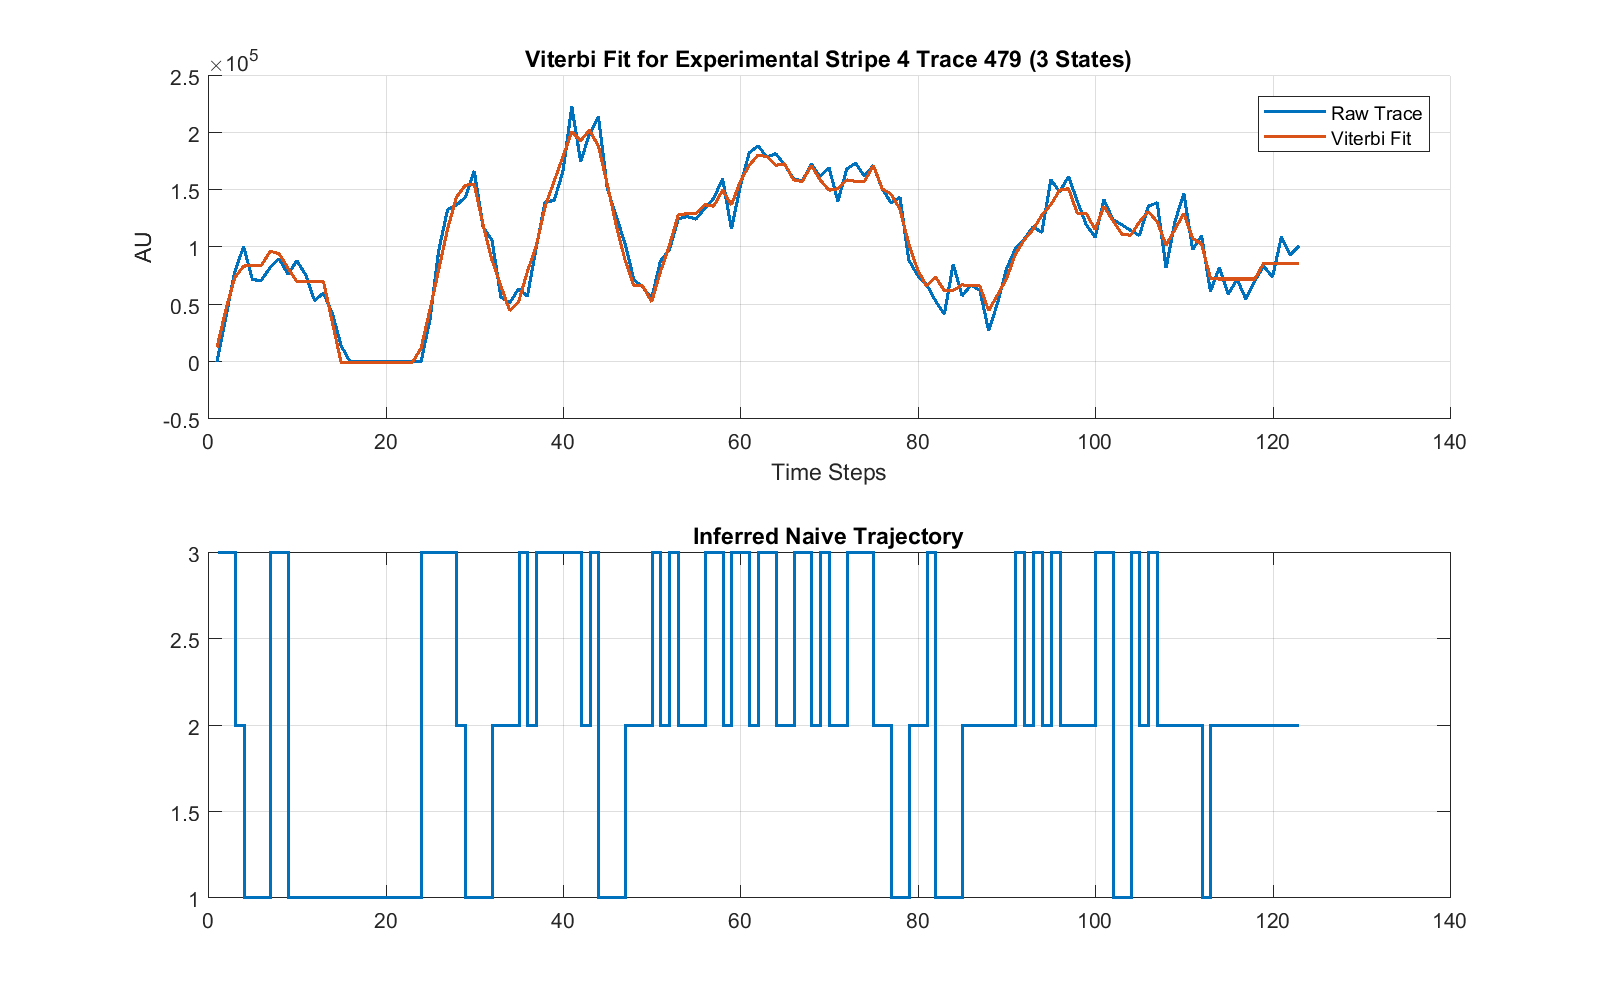 Viterbi Fit for Experimental Stripe 4 Trace 479 (3 States)
×10⁵
2.5
2
1.5
1
0.5
0
-0.5
AU
Raw Trace
Viterbi Fit
0 20 40 60 80 100 120 140
Time Steps
Inferred Naive Trajectory
3
2.5
2
1.5
1
0 20 40 60 80 100 120 140